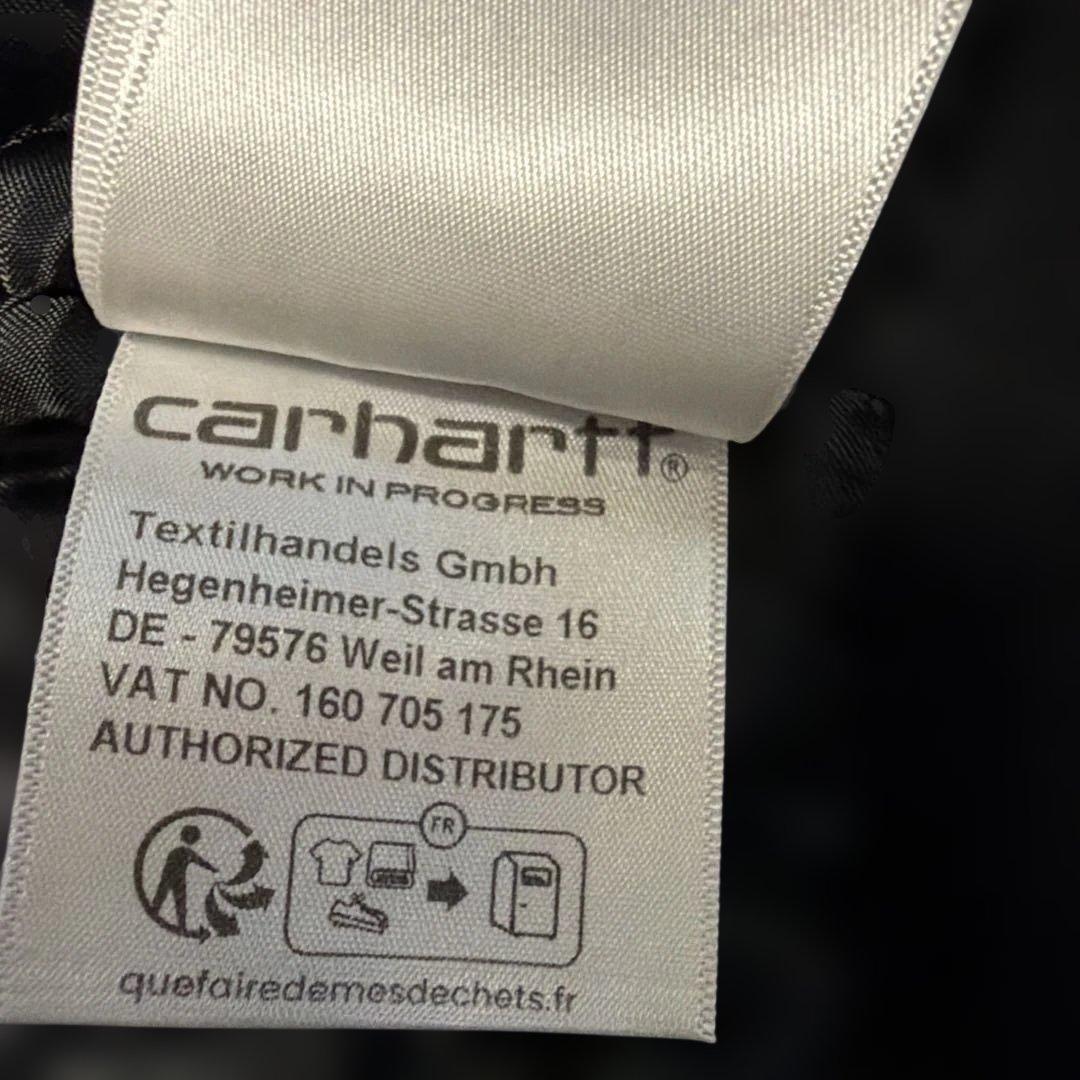 carhartt®
WORK IN PROGRESS
Textilhandels Gmbh
Hegenheimer-Strasse 16
DE - 79576 Weil am Rhein
VAT NO. 160 705 175
AUTHORIZED DISTRIBUTOR
FR
quefairedemesdechets.fr